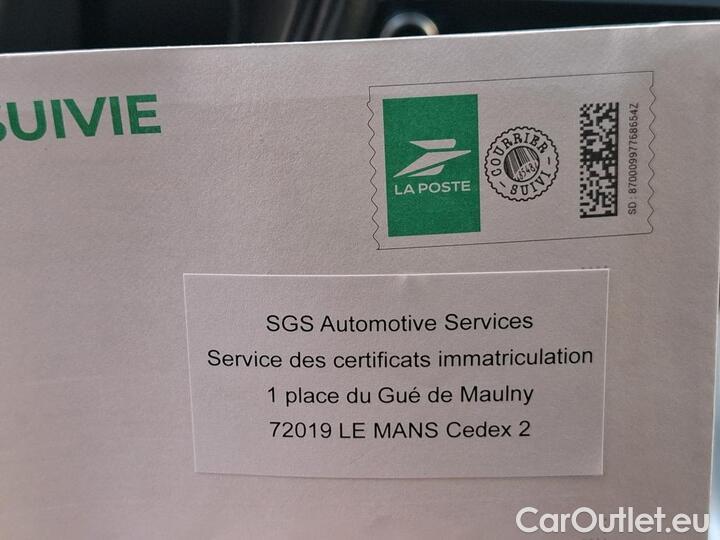 SUIVIE
LA POSTE
COURRIER
SUIVI
SD : 87000997768654Z
SGS Automotive Services
Service des certificats immatriculation
1 place du Gué de Maulny
72019 LE MANS Cedex 2
CarOutlet.eu